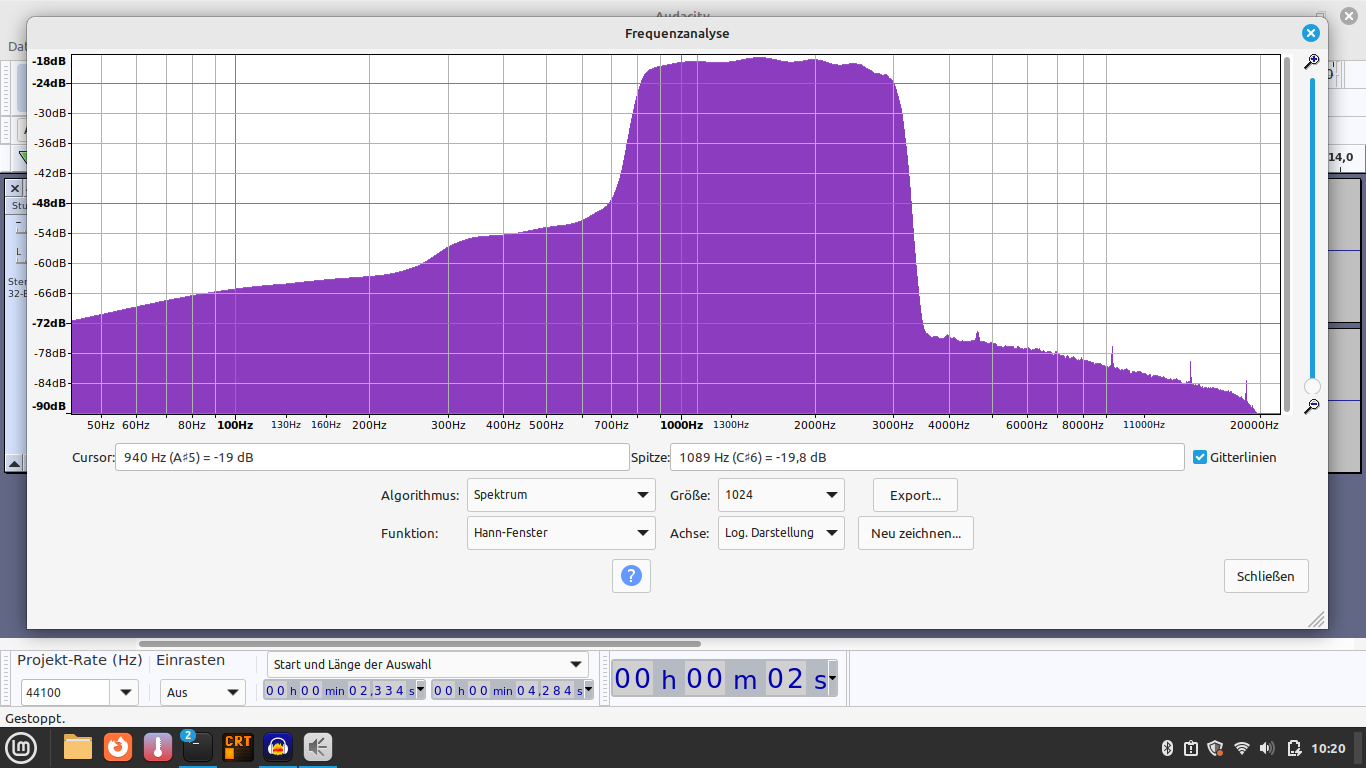 Audacity
Frequenzanalyse
-18dB
-24dB
-30dB
-36dB
-42dB
-48dB
-54dB
-60dB
-66dB
-72dB
-78dB
-84dB
-90dB
50Hz 60Hz 80Hz 100Hz 130Hz 160Hz 200Hz 300Hz 400Hz 500Hz 700Hz 1000Hz 1300Hz 2000Hz 3000Hz 4000Hz 6000Hz 8000Hz 11000Hz 20000Hz
14,0
Cursor: 940 Hz (A♯5) = -19 dB Spitze: 1089 Hz (C♯6) = -19,8 dB Gitterlinien
Algorithmus: Spektrum Größe: 1024 Export...
Funktion: Hann-Fenster Achse: Log. Darstellung Neu zeichnen...
?
Schließen
Projekt-Rate (Hz) Einrasten Start und Länge der Auswahl
44100 Aus 00 h 00 min 02,334 s 00 h 00 min 04,284 s
00 h 00 m 02 s
Gestoppt.
2
CRT
10:20